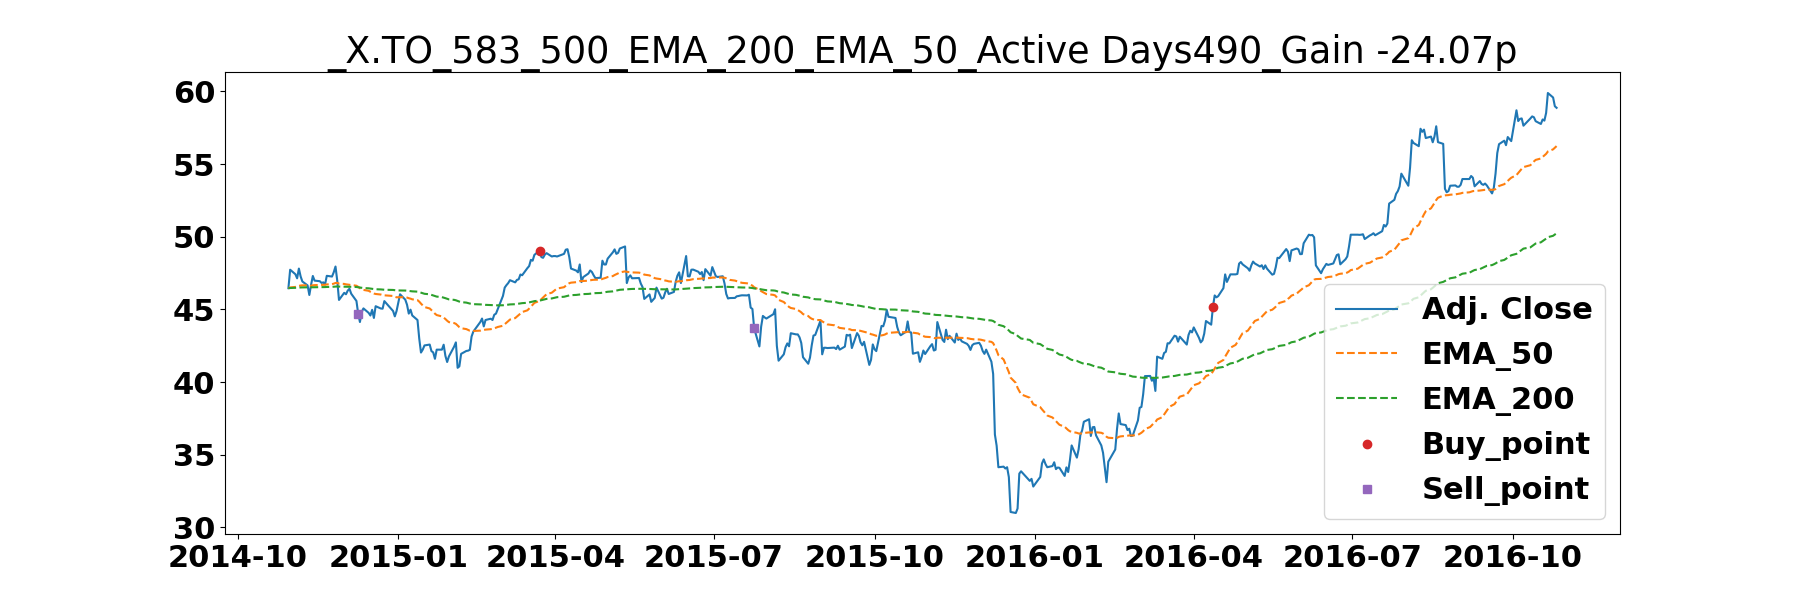 _X.TO_583_500_EMA_200_EMA_50_Active Days490_Gain -24.07p
60
55
50
45
40
35
30
2014-10 2015-01 2015-04 2015-07 2015-10 2016-01 2016-04 2016-07 2016-10
Adj. Close
EMA_50
EMA_200
Buy_point
Sell_point